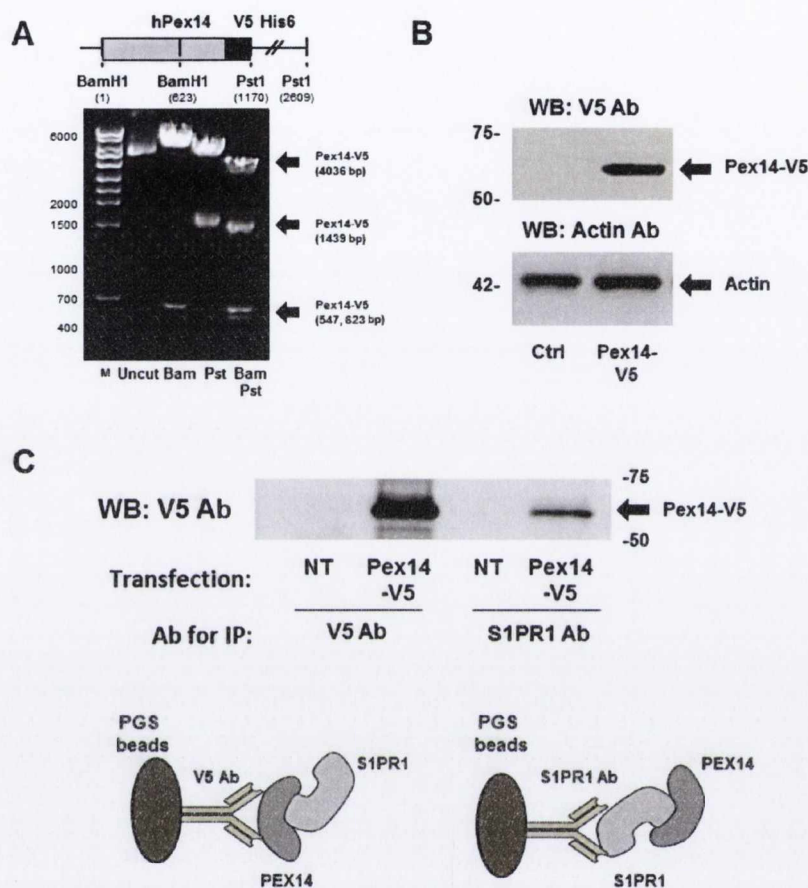 A
hPex14 V5 His6
BamH1 BamH1 Pst1 Pst1
(1) (623) (1170) (2609)
6000
2000
1500
1000
700
400
Pex14-V5
(4036 bp)
Pex14-V5
(1439 bp)
Pex14-V5
(547, 623 bp)
M Uncut Bam Pst Bam
Pst
B
WB: V5 Ab
75-
50-
Pex14-V5
WB: Actin Ab
42-
Actin
Ctrl Pex14-
V5
C
WB: V5 Ab
-75
Pex14-V5
-50
Transfection: NT Pex14 NT Pex14
-V5 -V5
Ab for IP: V5 Ab S1PR1 Ab
PGS
beads
V5 Ab
S1PR1
PEX14
PGS
beads
S1PR1 Ab
PEX14
S1PR1